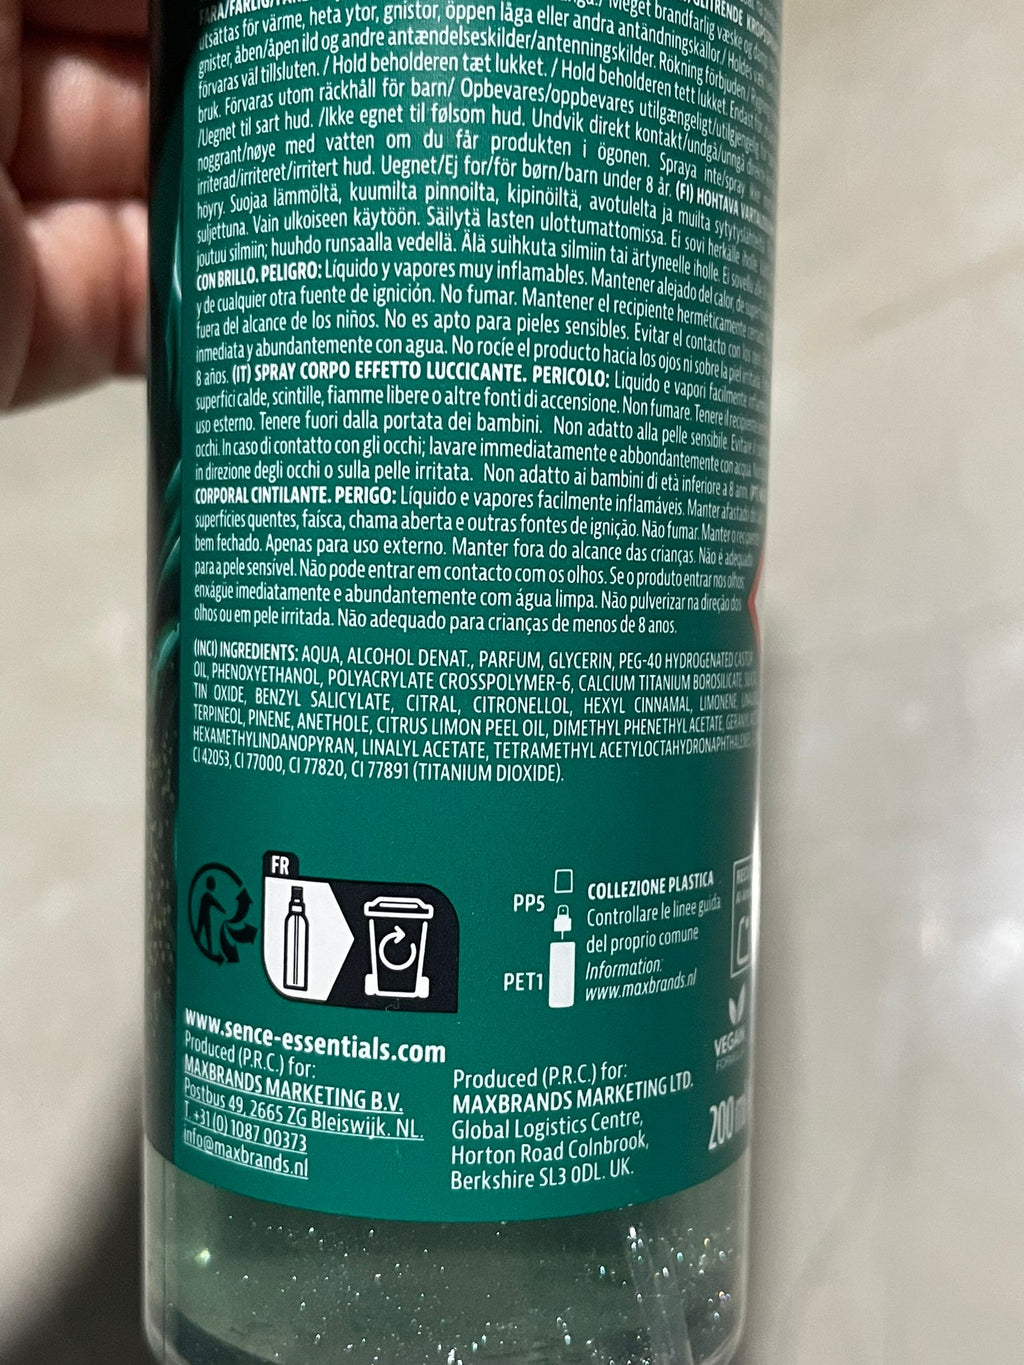 utsättas för värme, heta ytor, gnistor, öppen låga eller andra antändningskällor./
gnister, åben/åpen ild og andre antændelseskilder/antenningskilder. Rökning förbjuden/
förvaras väl tillsluten. / Hold beholderen tæt lukket. / Hold beholderen tett lukket. Endast
bruk. Förvaras utom räckhåll för barn/ Opbevares/oppbevares utilgængeligt/utilgjengelig
/Uegnet til sart hud. /Ikke egnet til følsom hud. Undvik direkt kontakt/undgå/unngå
noggrant/nøye med vatten om du får produkten i ögonen. Spraya inte/spray
irriterad/irriteret/irritert hud. Uegnet/Ej for/för børn/barn under 8 år. (FI) HOHTAVA
höyry. Suojaa lämmöltä, kuumilta pinnoilta, kipinöiltä, avotulelta ja muilta
suljettuna. Vain ulkoiseen käytöön. Säilytä lasten ulottumattomissa. Ei sovi herkälle
joutuu silmiin; huuhdo runsaalla vedellä. Älä suihkuta silmiin tai ärtyneelle iholle.
CON BRILLO. PELIGRO: Líquido y vapores muy inflamables. Mantener alejado del calor, de
y de cualquier otra fuente de ignición. No fumar. Mantener el recipiente herméticamente
fuera del alcance de los niños. No es apto para pieles sensibles. Evitar el contacto con los
inmediata y abundantemente con agua. No rocíe el producto hacia los ojos ni sobre la piel
8 años. (IT) SPRAY CORPO EFFETTO LUCCICANTE. PERICOLO: Liquido e vapori facilmente
superfici calde, scintille, fiamme libere o altre fonti di accensione. Non fumare. Tenere il
uso esterno. Tenere fuori dalla portata dei bambini. Non adatto alla pelle sensibile. Evitare
occhi. In caso di contatto con gli occhi; lavare immediatamente e abbondantemente con acqua.
in direzione degli occhi o sulla pelle irritata. Non adatto ai bambini di età inferiore a 8 anni.
CORPORAL CINTILANTE. PERIGO: Líquido e vapores facilmente inflamáveis. Manter afastado
superfícies quentes, faísca, chama aberta e outras fontes de ignição. Não fumar. Manter o
bem fechado. Apenas para uso externo. Manter fora do alcance das crianças. Não é adequado
para a pele sensível. Não pode entrar em contacto com os olhos. Se o produto entrar nos olhos
enxágüe imediatamente e abundantemente com água limpa. Não pulverizar na direção dos
olhos ou em pele irritada. Não adequado para crianças de menos de 8 anos.
(INCI) INGREDIENTS: AQUA, ALCOHOL DENAT., PARFUM, GLYCERIN, PEG-40 HYDROGENATED CASTOR
OIL, PHENOXYETHANOL, POLYACRYLATE CROSSPOLYMER-6, CALCIUM TITANIUM BOROSILICATE,
TIN OXIDE, BENZYL SALICYLATE, CITRAL, CITRONELLOL, HEXYL CINNAMAL, LIMONENE,
TERPINEOL, PINENE, ANETHOLE, CITRUS LIMON PEEL OIL, DIMETHYL PHENETHYL ACETATE,
HEXAMETHYLINDANOPYRAN, LINALYL ACETATE, TETRAMETHYL ACETYLOCTAHYDRONAPHTHALENES,
CI 42053, CI 77000, CI 77820, CI 77891 (TITANIUM DIOXIDE).
FR
PP5
PET1
COLLEZIONE PLASTICA
Controllare le linee guida
del proprio comune
Information:
www.maxbrands.nl
VEGAN
200 ml
www.sence-essentials.com
Produced (P.R.C.) for:
MAXBRANDS MARKETING B.V.
Postbus 49, 2665 ZG Bleiswijk. NL.
T. +31 (0) 1087 00373
info@maxbrands.nl
Produced (P.R.C.) for:
MAXBRANDS MARKETING LTD.
Global Logistics Centre,
Horton Road Colnbrook,
Berkshire SL3 0DL. UK.